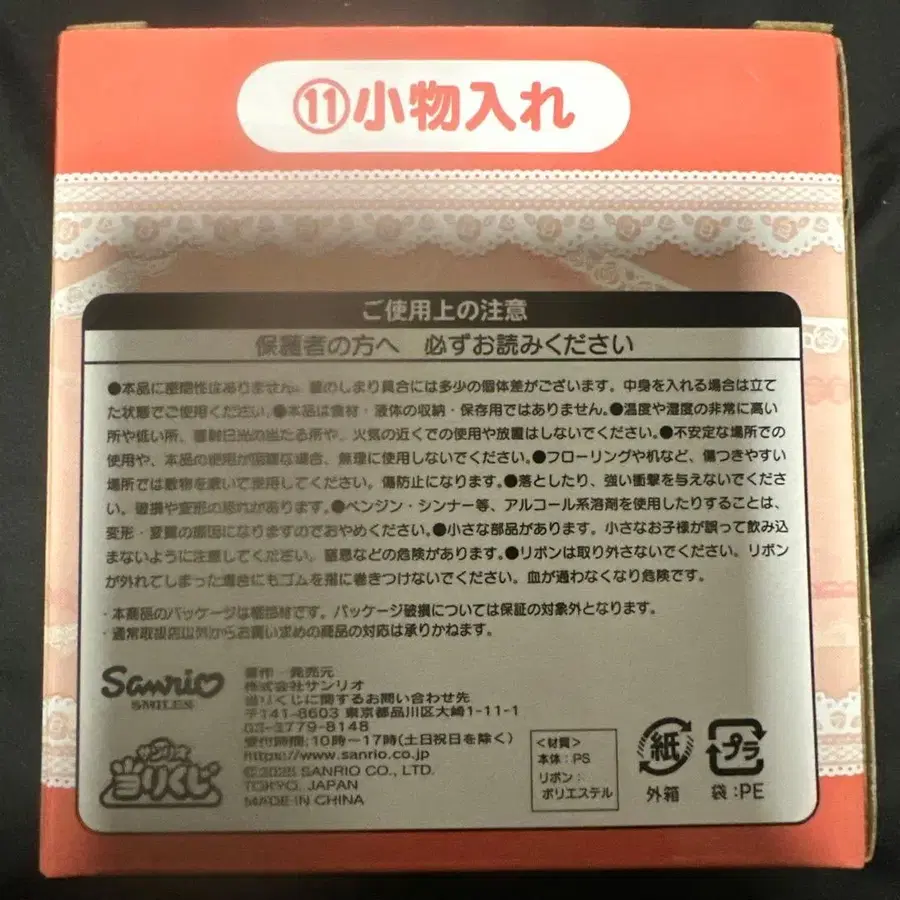 ⑪小物入れ
ご使用上の注意
保護者の方へ 必ずお読みください
●本品に密閉性はありません。蓋のしまり具合には多少の個体差がございます。中身を入れる場合は立て
た状態でご使用ください。●本品は食材・液体の収納・保存用ではありません。●温度や湿度の非常に高い
所や低い所、直射日光の当たる所や、火気の近くでの使用や放置はしないでください。●不安定な場所での
使用や、本品の使用が困難な場合、無理に使用しないでください。●フローリングや机など、傷つきやすい
場所では敷物を敷いて使用してください。傷防止になります。●落としたり、強い衝撃を与えないでくださ
い。破損や変形の恐れがあります。●ベンジン・シンナー等、アルコール系溶剤を使用したりすることは、
変形・変質の原因になりますのでおやめください。●小さな部品があります。小さなお子様が誤って飲み込
まないように注意してください。窒息などの危険があります。●リボンは取り外さないでください。リボン
が外れてしまった場合にもゴムを指に巻きつけないでください。血が通わなくなり危険です。
・本商品のパッケージは梱包材です。パッケージ破損については保証の対象外となります。
・通常取扱店以外からお買い求めの商品の対応は承りかねます。
Sanrio
SMILES
サンリオ
当りくじ
著作・発売元
株式会社サンリオ
当りくじに関するお問い合わせ先
〒141-8603 東京都品川区大崎1-11-1
03-3779-8148
受付時間:10時〜17時(土日祝日を除く)
https://www.sanrio.co.jp
©2025 SANRIO CO., LTD.
TOKYO, JAPAN
MADE IN CHINA
<材質>
本体:PS
リボン:
ポリエステル
紙
外箱
プラ
袋:PE